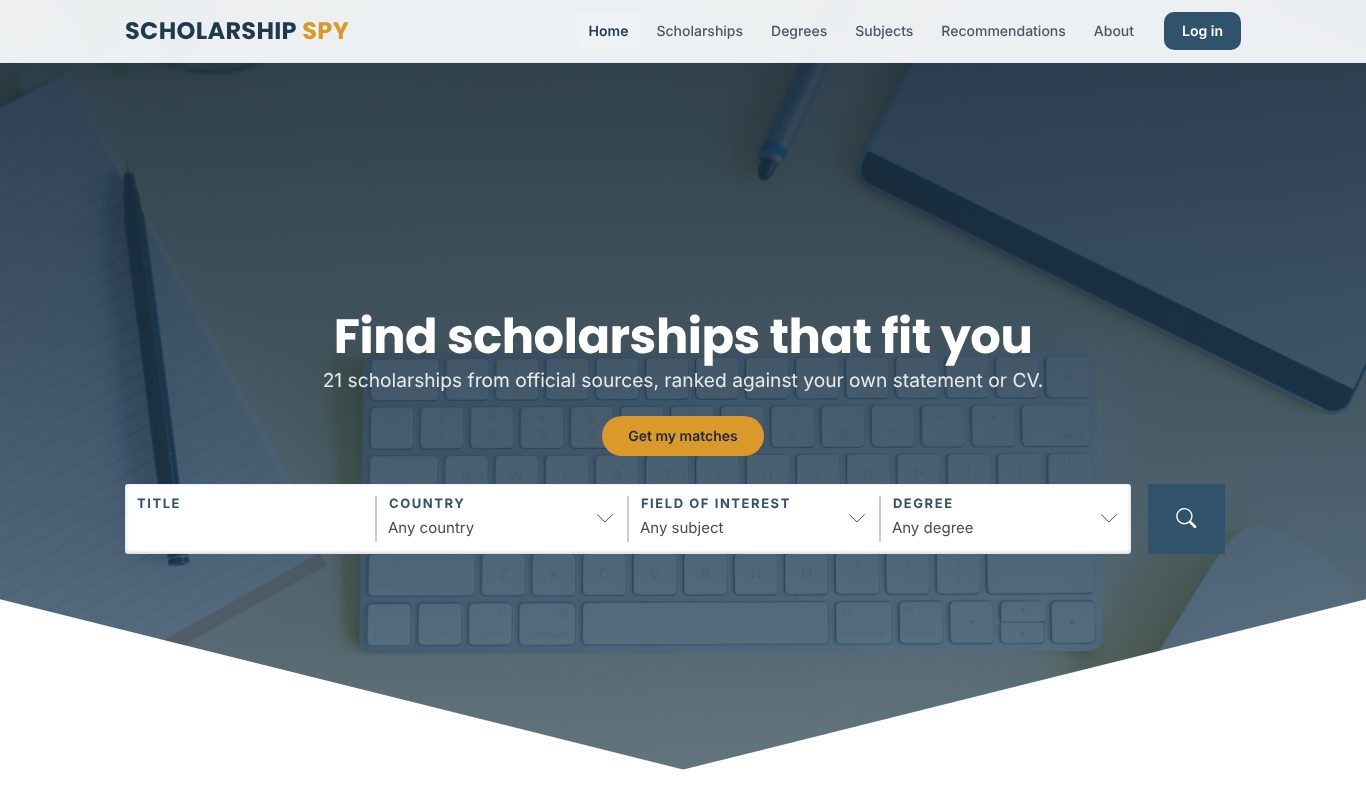 SCHOLARSHIP SPY
Home
Scholarships
Degrees
Subjects
Recommendations
About
Log in
Find scholarships that fit you
21 scholarships from official sources, ranked against your own statement or CV.
Get my matches
TITLE
COUNTRY
Any country
FIELD OF INTEREST
Any subject
DEGREE
Any degree